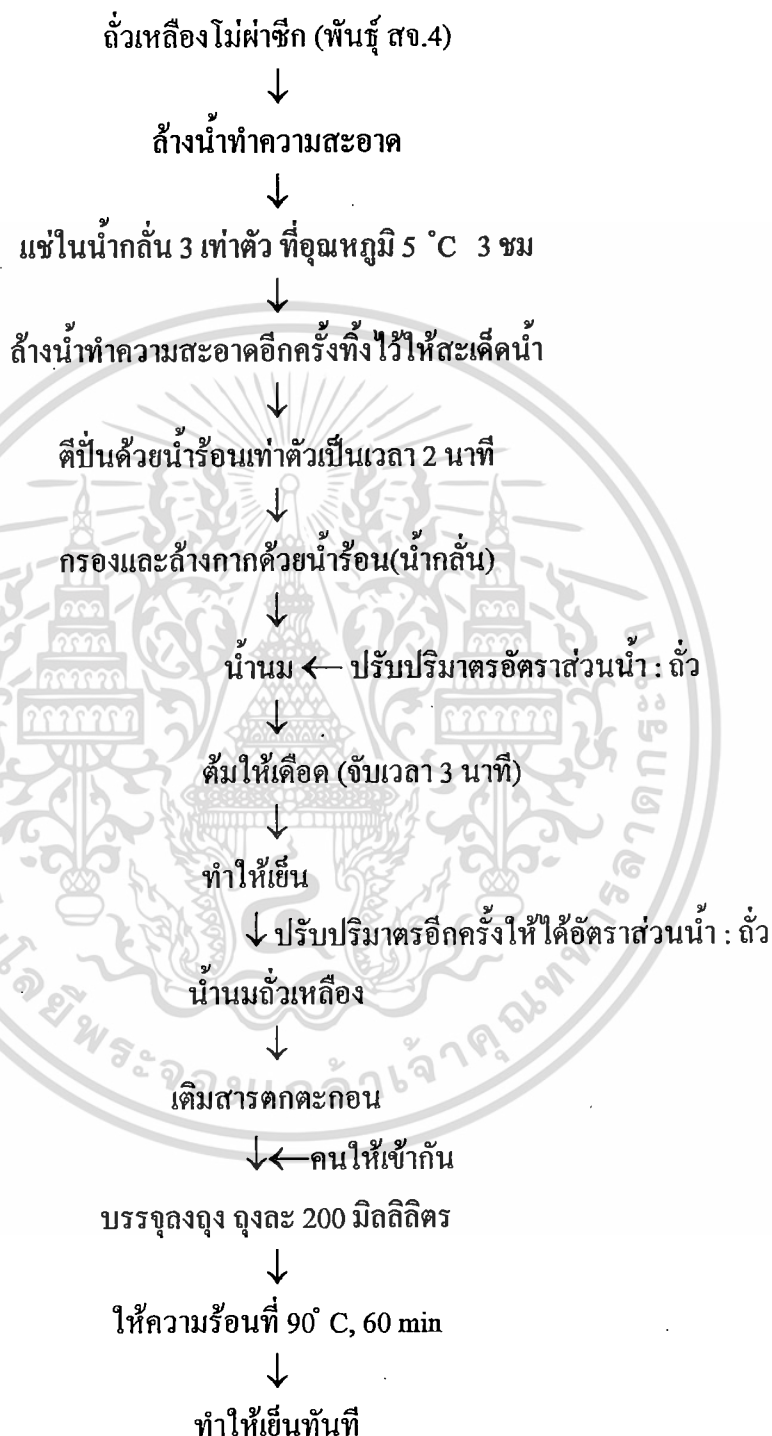 ถั่วเหลืองโม่ผ่าซีก (พันธุ์ สจ.4)
↓
ล้างน้ำทำความสะอาด
↓
แช่ในน้ำกลั่น 3 เท่าตัว ที่อุณหภูมิ 5 °C 3 ชม
↓
ล้างน้ำทำความสะอาดอีกครั้งทิ้งไว้ให้สะเด็ดน้ำ
↓
ตีปั่นด้วยน้ำร้อนเท่าตัวเป็นเวลา 2 นาที
↓
กรองและล้างกากด้วยน้ำร้อน(น้ำกลั่น)
↓
น้ำนม ← ปรับปริมาตรอัตราส่วนน้ำ : ถั่ว
↓
ต้มให้เดือด (จับเวลา 3 นาที)
↓
ทำให้เย็น
↓ ปรับปริมาตรอีกครั้งให้ได้อัตราส่วนน้ำ : ถั่ว
น้ำนมถั่วเหลือง
↓
เติมสารตกตะกอน
↓←คนให้เข้ากัน
บรรจุลงถุง ถุงละ 200 มิลลิลิตร
↓
ให้ความร้อนที่ 90° C, 60 min
↓
ทำให้เย็นทันที